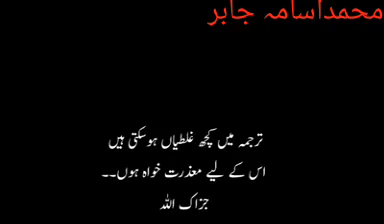 محمداسامہ جابر
ترجمہ میں کچھ غلطیاں ہوسکتی ہیں
اس کے لیے معذرت خواہ ہوں۔۔
جزاک اللہ